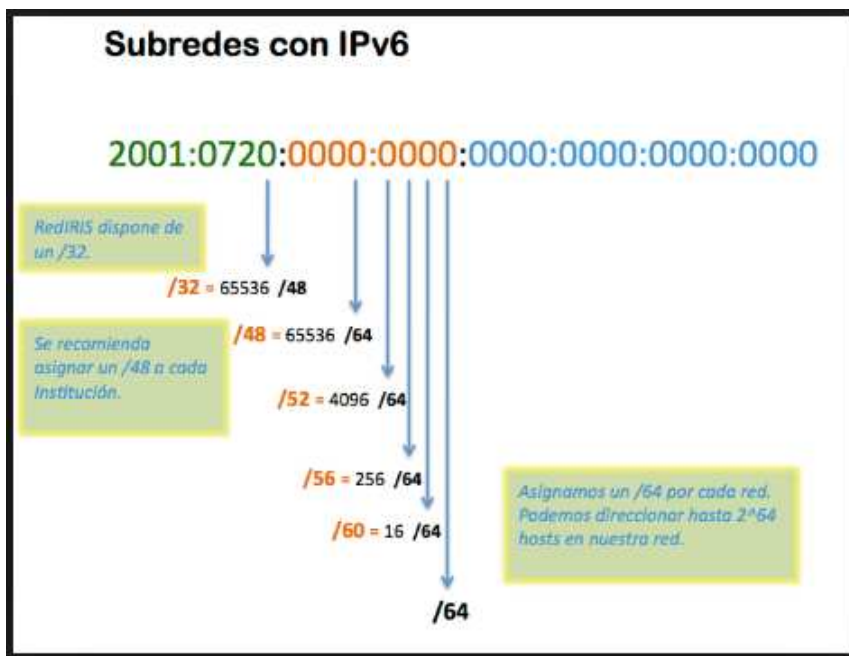 Subredes con IPv6
2001:0720:0000:0000:0000:0000:0000:0000
RedIRIS dispone de
un /32.
/32 = 65536 /48
/48 = 65536 /64
Se recomienda
asignar un /48 a cada
Institución.
/52 = 4096 /64
/56 = 256 /64
/60 = 16 /64
Asignamos un /64 por cada red.
Podemos direccionar hasta 2^64
hosts en nuestra red.
/64